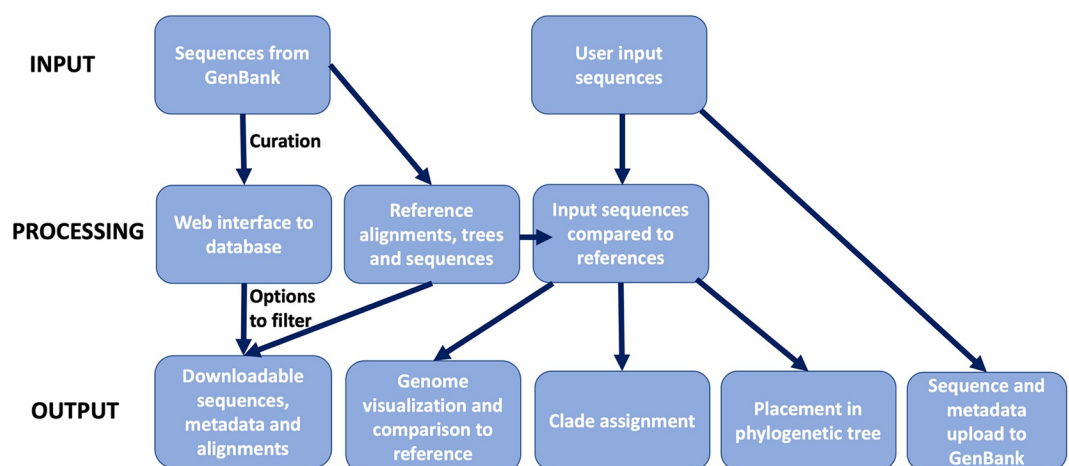 INPUT
Sequences from
GenBank
User input
sequences
Curation
PROCESSING
Web interface to
database
Reference
alignments, trees
and sequences
Input sequences
compared to
references
Options
to filter
OUTPUT
Downloadable
sequences,
metadata and
alignments
Genome
visualization and
comparison to
reference
Clade assignment
Placement in
phylogenetic tree
Sequence and
metadata
upload to
GenBank